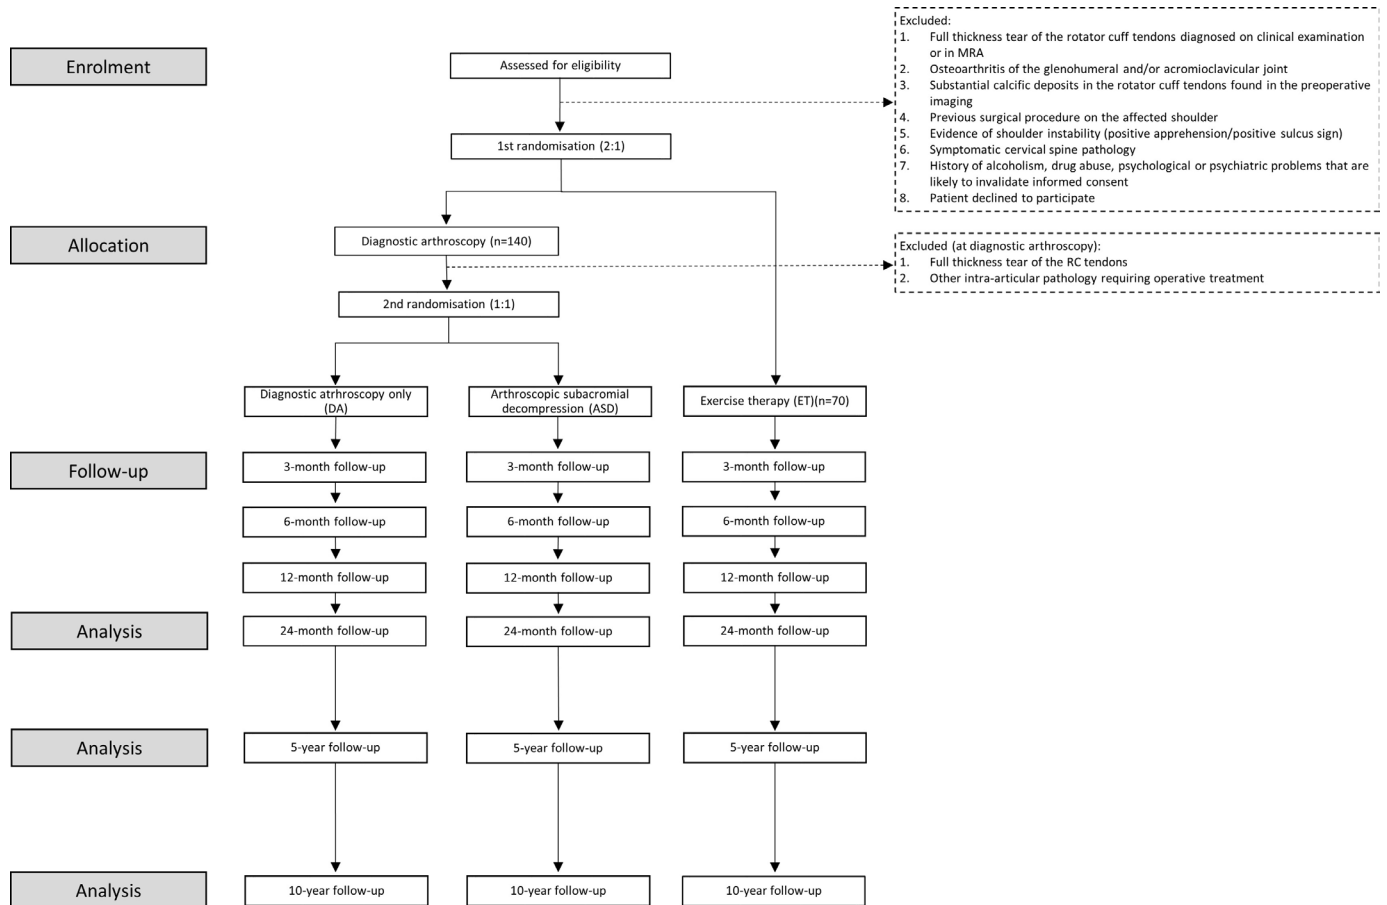 Enrolment
Assessed for eligibility
Excluded:
1. Full thickness tear of the rotator cuff tendons diagnosed on clinical examination
or in MRA
2. Osteoarthritis of the glenohumeral and/or acromioclavicular joint
3. Substantial calcific deposits in the rotator cuff tendons found in the preoperative
imaging
4. Previous surgical procedure on the affected shoulder
5. Evidence of shoulder instability (positive apprehension/positive sulcus sign)
6. Symptomatic cervical spine pathology
7. History of alcoholism, drug abuse, psychological or psychiatric problems that are
likely to invalidate informed consent
8. Patient declined to participate
1st randomisation (2:1)
Allocation
Diagnostic arthroscopy (n=140)
Excluded (at diagnostic arthroscopy):
1. Full thickness tear of the RC tendons
2. Other intra-articular pathology requiring operative treatment
2nd randomisation (1:1)
Diagnostic atrhroscopy only
(DA)
Arthoscopic subacromial
decompression (ASD)
Exercise therapy (ET)(n=70)
Follow-up
3-month follow-up
3-month follow-up
3-month follow-up
6-month follow-up
6-month follow-up
6-month follow-up
12-month follow-up
12-month follow-up
12-month follow-up
Analysis
24-month follow-up
24-month follow-up
24-month follow-up
Analysis
5-year follow-up
5-year follow-up
5-year follow-up
Analysis
10-year follow-up
10-year follow-up
10-year follow-up